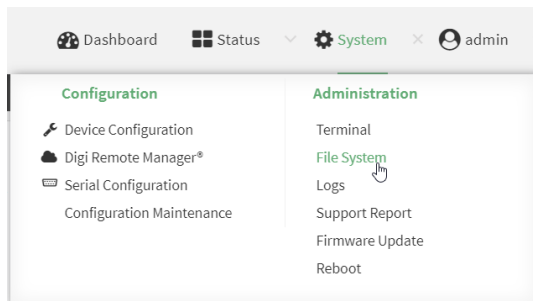 Dashboard Status System admin
Configuration
Device Configuration
Digi Remote Manager®
Serial Configuration
Configuration Maintenance
Administration
Terminal
File System
Logs
Support Report
Firmware Update
Reboot